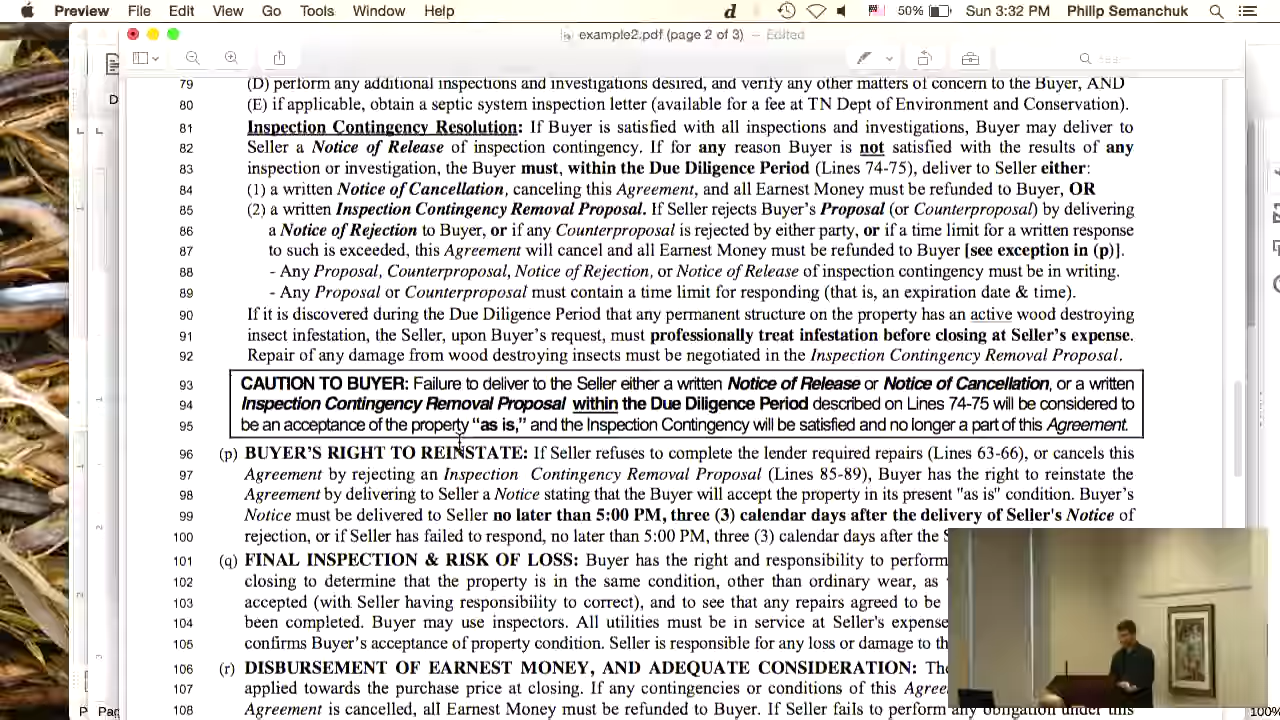 Preview File Edit View Go Tools Window Help d 50% Sun 3:32 PM Philip Semanchuk
example2.pdf (page 2 of 3) — Edited
79 (D) perform any additional inspections and investigations desired, and verify any other matters of concern to the Buyer, AND
80 (E) if applicable, obtain a septic system inspection letter (available for a fee at TN Dept of Environment and Conservation).
81 Inspection Contingency Resolution: If Buyer is satisfied with all inspections and investigations, Buyer may deliver to
82 Seller a Notice of Release of inspection contingency. If for any reason Buyer is not satisfied with the results of any
83 inspection or investigation, the Buyer must, within the Due Diligence Period (Lines 74-75), deliver to Seller either:
84 (1) a written Notice of Cancellation, canceling this Agreement, and all Earnest Money must be refunded to Buyer, OR
85 (2) a written Inspection Contingency Removal Proposal. If Seller rejects Buyer's Proposal (or Counterproposal) by delivering
86 a Notice of Rejection to Buyer, or if any Counterproposal is rejected by either party, or if a time limit for a written response
87 to such is exceeded, this Agreement will cancel and all Earnest Money must be refunded to Buyer [see exception in (p)].
88 - Any Proposal, Counterproposal, Notice of Rejection, or Notice of Release of inspection contingency must be in writing.
89 - Any Proposal or Counterproposal must contain a time limit for responding (that is, an expiration date & time).
90 If it is discovered during the Due Diligence Period that any permanent structure on the property has an active wood destroying
91 insect infestation, the Seller, upon Buyer's request, must professionally treat infestation before closing at Seller's expense.
92 Repair of any damage from wood destroying insects must be negotiated in the Inspection Contingency Removal Proposal.
93 CAUTION TO BUYER: Failure to deliver to the Seller either a written Notice of Release or Notice of Cancellation, or a written
94 Inspection Contingency Removal Proposal within the Due Diligence Period described on Lines 74-75 will be considered to
95 be an acceptance of the property "as is," and the Inspection Contingency will be satisfied and no longer a part of this Agreement.
96 (p) BUYER'S RIGHT TO REINSTATE: If Seller refuses to complete the lender required repairs (Lines 63-66), or cancels this
97 Agreement by rejecting an Inspection Contingency Removal Proposal (Lines 85-89), Buyer has the right to reinstate the
98 Agreement by delivering to Seller a Notice stating that the Buyer will accept the property in its present "as is" condition. Buyer's
99 Notice must be delivered to Seller no later than 5:00 PM, three (3) calendar days after the delivery of Seller's Notice of
100 rejection, or if Seller has failed to respond, no later than 5:00 PM, three (3) calendar days after the
101 (q) FINAL INSPECTION & RISK OF LOSS: Buyer has the right and responsibility to perform
102 closing to determine that the property is in the same condition, other than ordinary wear, as
103 accepted (with Seller having responsibility to correct), and to see that any repairs agreed to be
104 been completed. Buyer may use inspectors. All utilities must be in service at Seller's expense
105 confirms Buyer's acceptance of property condition. Seller is responsible for any loss or damage to
106 (r) DISBURSEMENT OF EARNEST MONEY, AND ADEQUATE CONSIDERATION:
107 applied towards the purchase price at closing. If any contingencies or conditions of this
108 Agreement is cancelled, all Earnest Money must be refunded to Buyer. If Seller fails to perform any obligation under this
100%